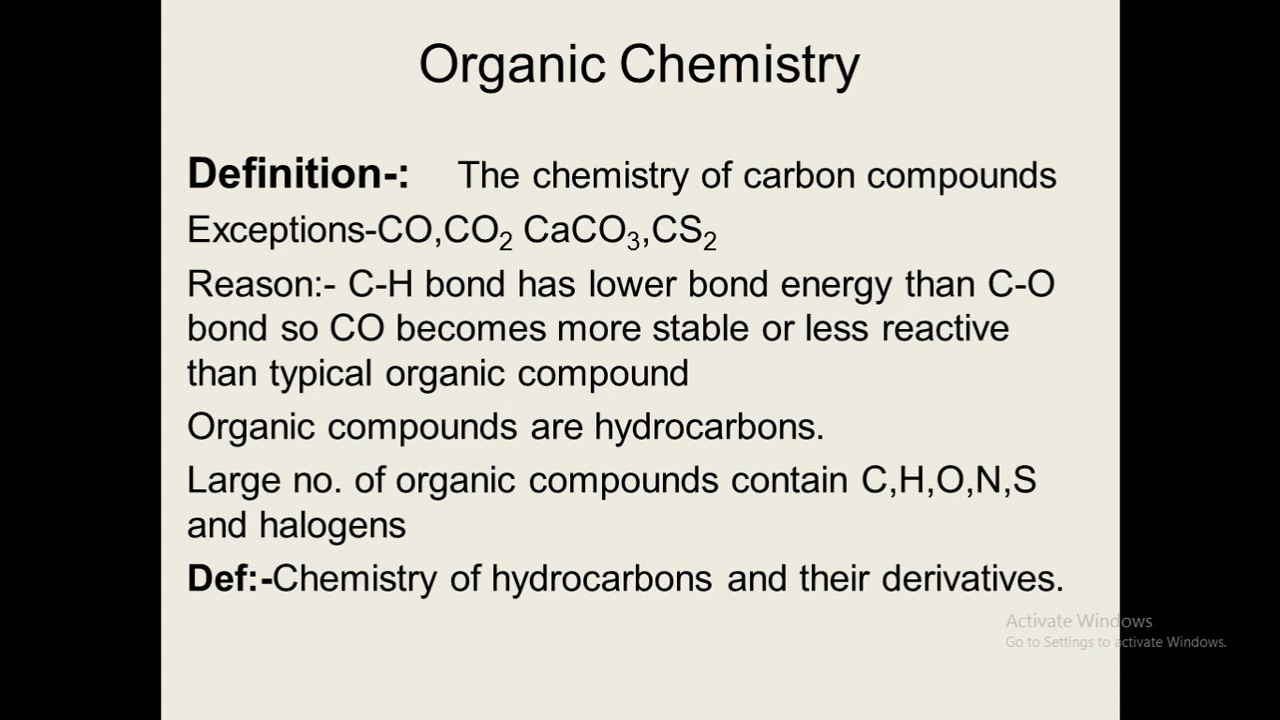 Organic Chemistry
Definition-: The chemistry of carbon compounds
Exceptions-CO,CO₂ CaCO₃,CS₂
Reason:- C-H bond has lower bond energy than C-O
bond so CO becomes more stable or less reactive
than typical organic compound
Organic compounds are hydrocarbons.
Large no. of organic compounds contain C,H,O,N,S
and halogens
Def:-Chemistry of hydrocarbons and their derivatives.
Activate Windows
Go to Settings to activate Windows.